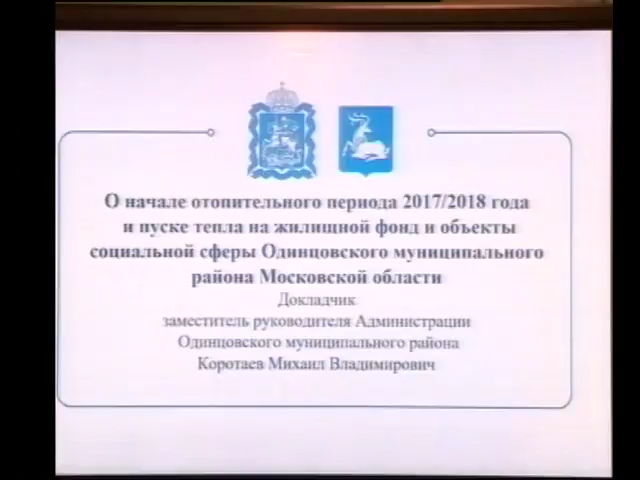 О начале отопительного периода 2017/2018 года
и пуске тепла на жилищной фонд и объекты
социальной сферы Одинцовского муниципального
района Московской области
Докладчик
заместитель руководителя Администрации
Одинцовского муниципального района
Коротаев Михаил Владимирович